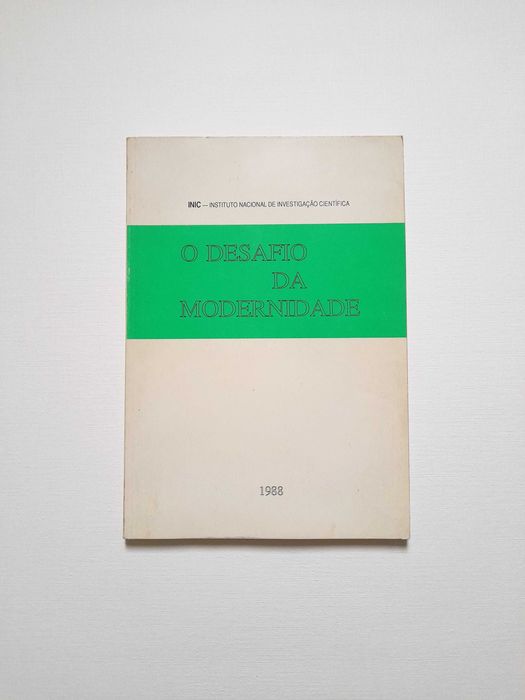 INIC — INSTITUTO NACIONAL DE INVESTIGAÇÃO CIENTÍFICA
O DESAFIO
DA
MODERNIDADE
1988